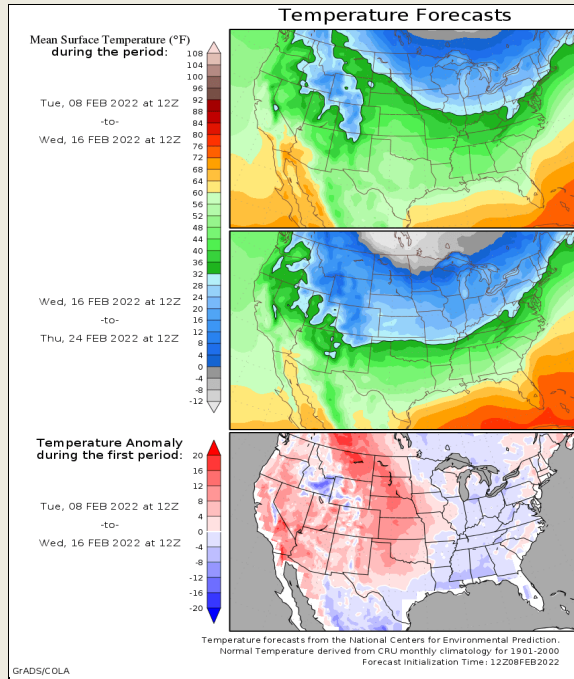 Temperature Forecasts
Mean Surface Temperature (°F)
during the period:
Tue, 08 FEB 2022 at 12Z
-to-
Wed, 16 FEB 2022 at 12Z
108
104
100
96
92
88
84
80
76
72
68
64
60
56
52
48
44
40
36
32
28
24
20
16
12
8
4
0
-4
-8
-12
Wed, 16 FEB 2022 at 12Z
-to-
Thu, 24 FEB 2022 at 12Z
Temperature Anomaly
during the first period:
Tue, 08 FEB 2022 at 12Z
-to-
Wed, 16 FEB 2022 at 12Z
20
16
12
8
4
0
-4
-8
-12
-16
-20
Temperature forecasts from the National Centers for Environmental Prediction.
Normal Temperature derived from CRU monthly climatology for 1901-2000
Forecast Initialization Time: 12Z08FEB2022
GrADS/COLA